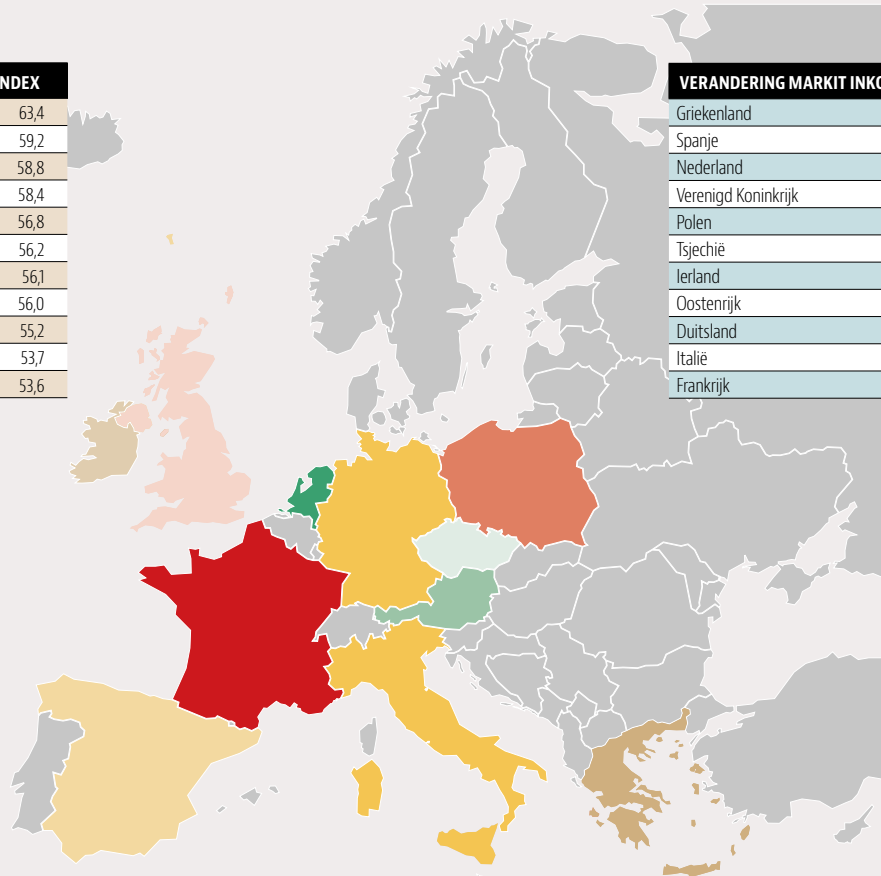 NDEX
63,4
59,2
58,8
58,4
56,8
56,2
56,1
56,0
55,2
53,7
53,6
VERANDERING MARKIT INKO
Griekenland
Spanje
Nederland
Verenigd Koninkrijk
Polen
Tsjechië
Ierland
Oostenrijk
Duitsland
Italië
Frankrijk